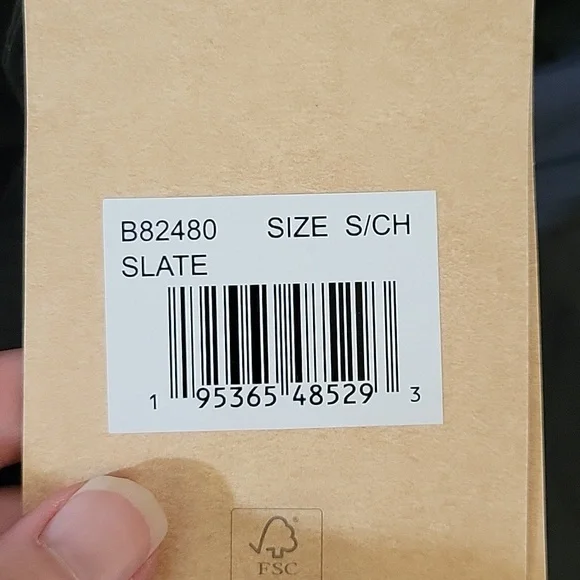 B82480 SIZE S/CH
SLATE
1 95365 48529 3
FSC